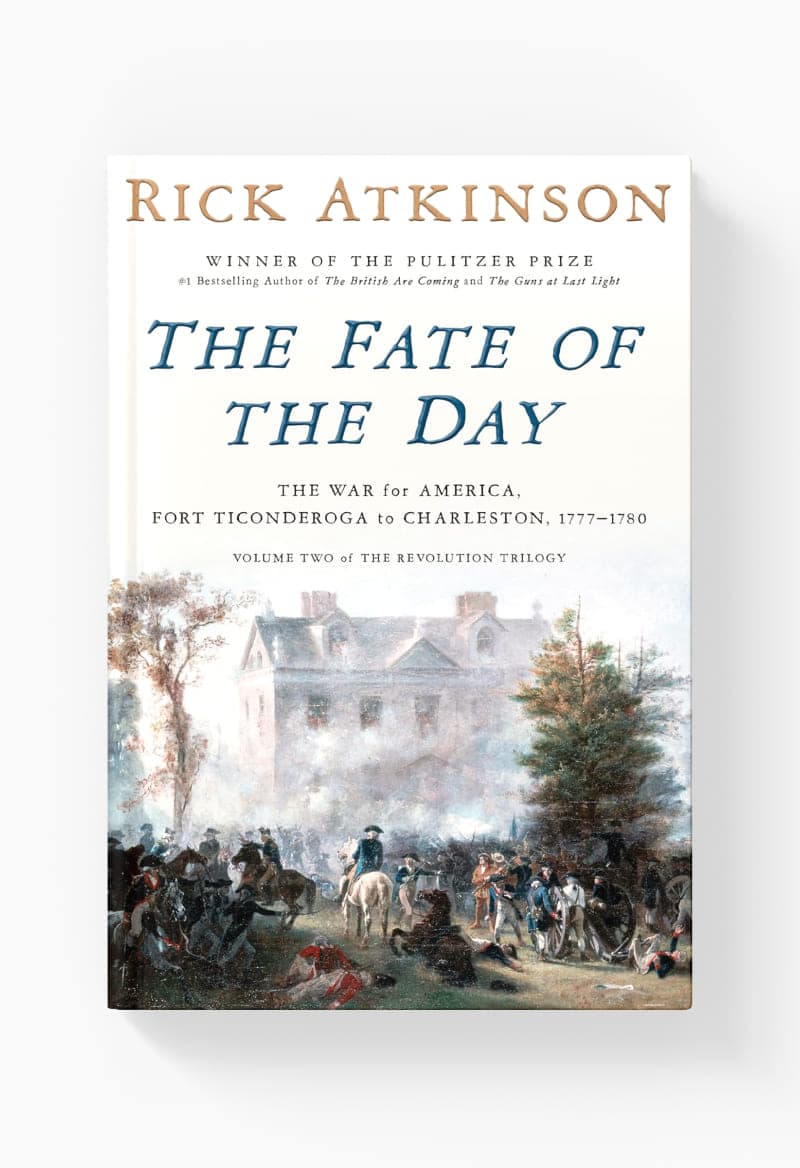 RICK ATKINSON
WINNER OF THE PULITZER PRIZE
#1 Bestselling Author of The British Are Coming and The Guns at Last Light
THE FATE OF
THE DAY
THE WAR for AMERICA,
FORT TICONDEROGA to CHARLESTON, 1777–1780
VOLUME TWO of THE REVOLUTION TRILOGY